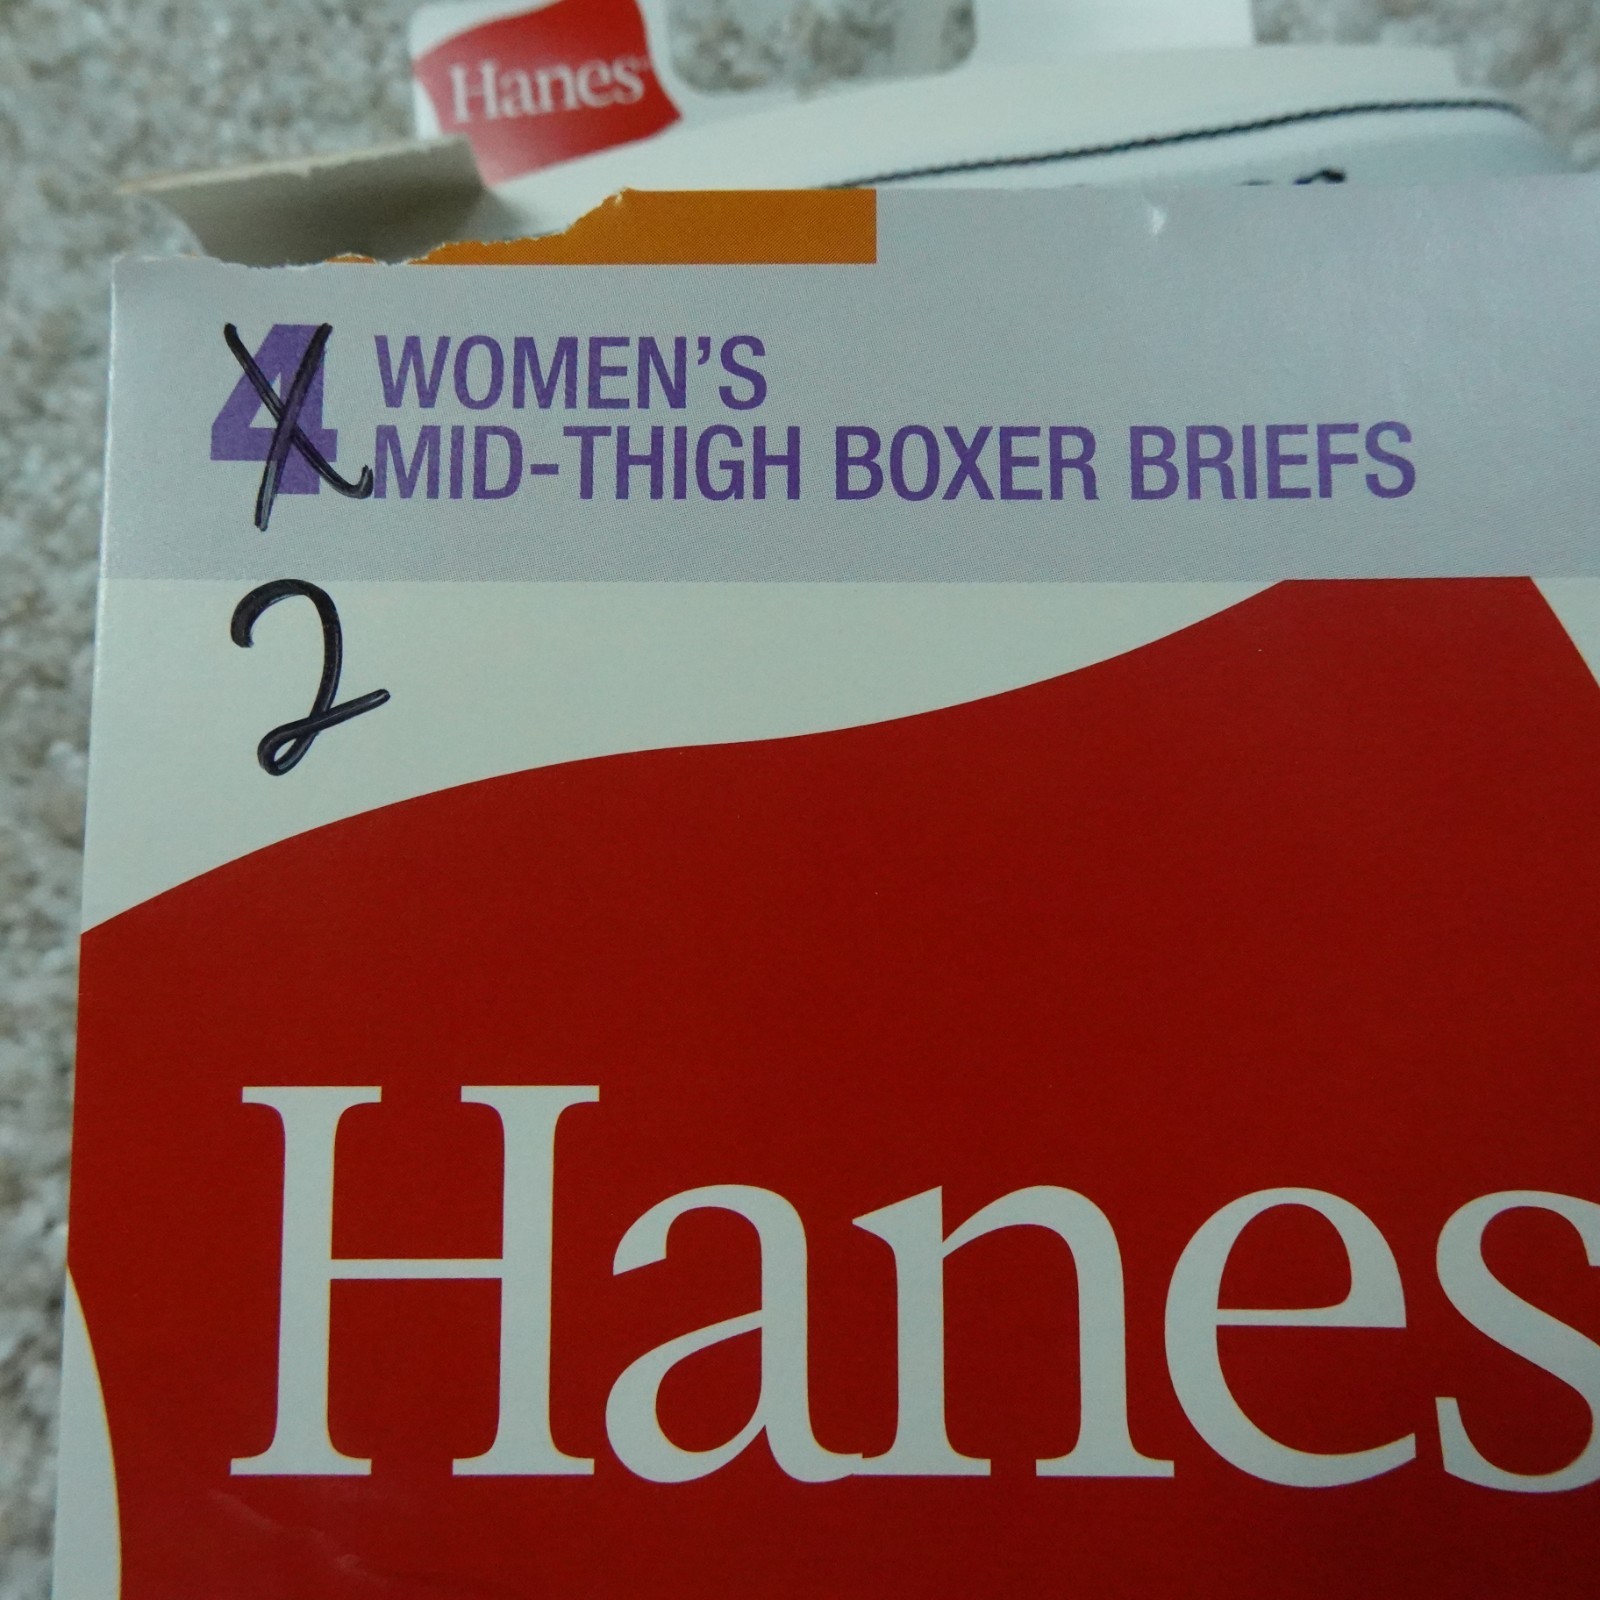 Hanes
4 WOMEN'S
MID-THIGH BOXER BRIEFS
2
Hanes